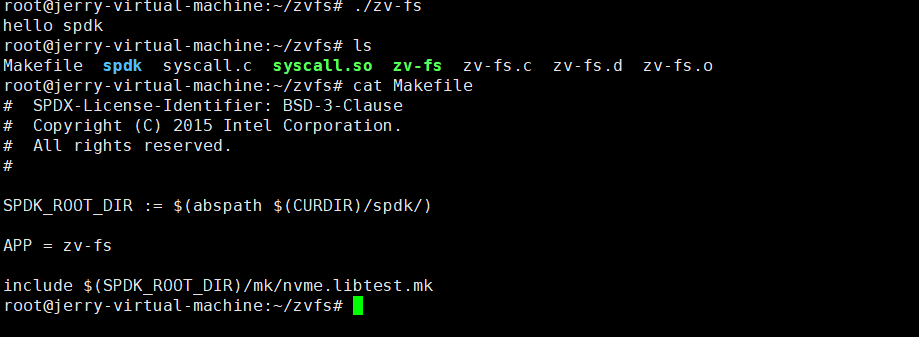 root@jerry-virtual-machine:~/zvfs# ./zv-fs
hello spdk
root@jerry-virtual-machine:~/zvfs# ls
Makefile  spdk  syscall.c  syscall.so  zv-fs  zv-fs.c  zv-fs.d  zv-fs.o
root@jerry-virtual-machine:~/zvfs# cat Makefile
#  SPDX-License-Identifier: BSD-3-Clause
#  Copyright (C) 2015 Intel Corporation.
#  All rights reserved.
#
SPDK_ROOT_DIR := $(abspath $(CURDIR)/spdk/)
APP = zv-fs
include $(SPDK_ROOT_DIR)/mk/nvme.libtest.mk
root@jerry-virtual-machine:~/zvfs#